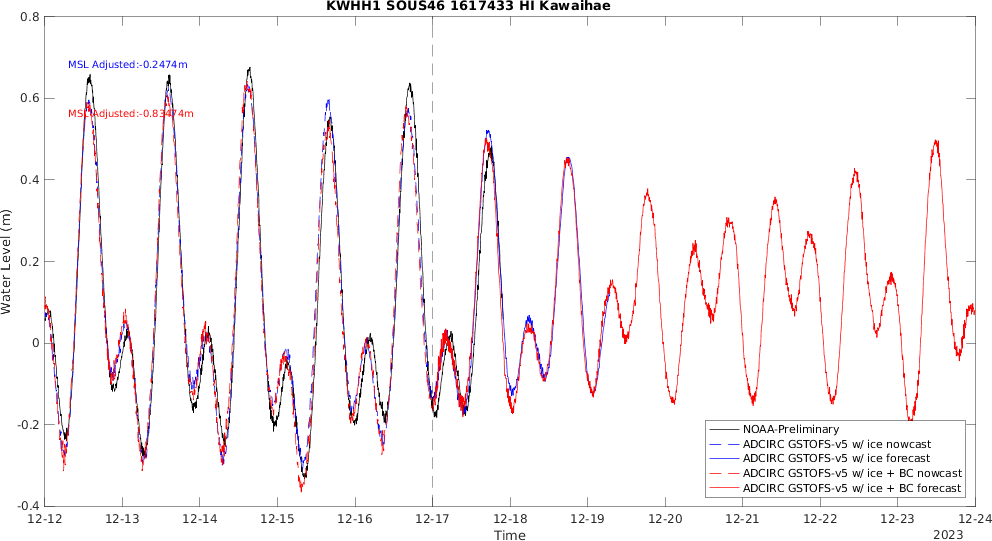 KWHH1 SOUS46 1617433 HI Kawaihae
0.8
0.6
0.4
0.2
0
-0.2
-0.4
Water Level (m)
MSL Adjusted:-0.2474m
MSL Adjusted:-0.83474m
NOAA-Preliminary
ADCIRC GSTOFS-v5 w/ ice nowcast
ADCIRC GSTOFS-v5 w/ ice forecast
ADCIRC GSTOFS-v5 w/ ice + BC nowcast
ADCIRC GSTOFS-v5 w/ ice + BC forecast
12-12 12-13 12-14 12-15 12-16 12-17 12-18 12-19 12-20 12-21 12-22 12-23 12-24
Time
2023